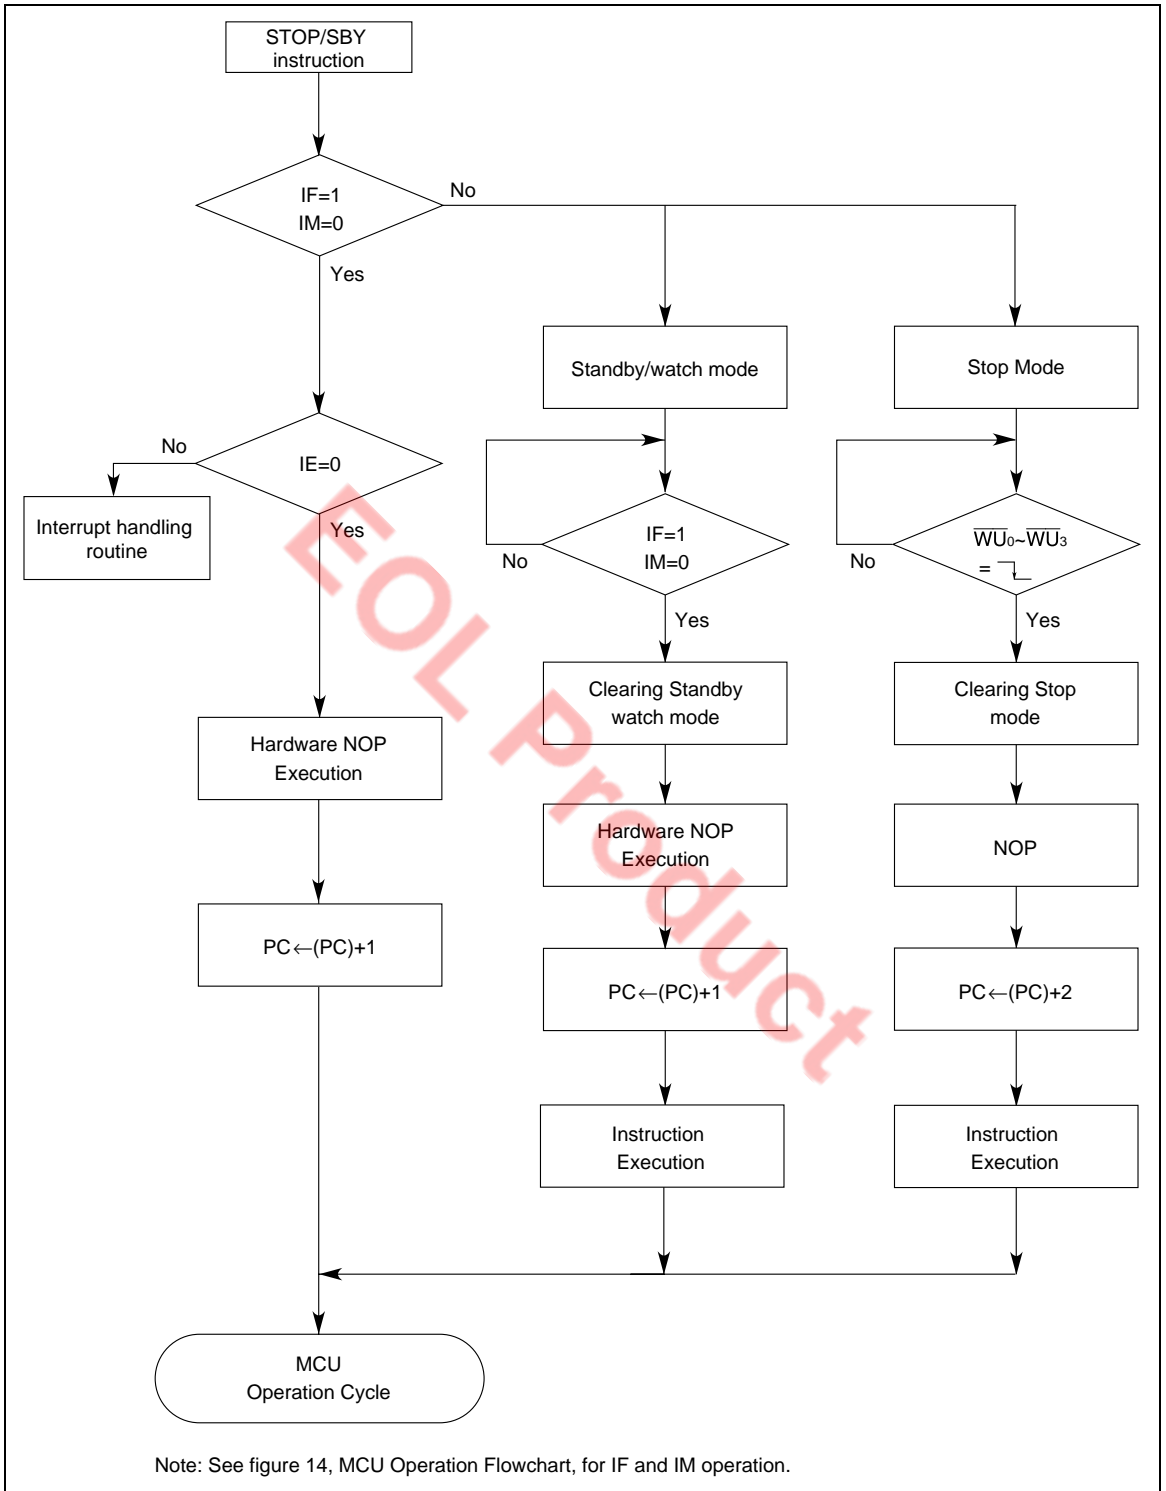 STOP/SBY
instruction
IF=1
IM=0
No
Yes
Standby/watch mode
Stop Mode
No
IE=0
Yes
Interrupt handling
routine
IF=1
IM=0
No
Yes
W̅U̅₀~W̅U̅₃
=
No
Yes
Clearing Standby
watch mode
Clearing Stop
mode
Hardware NOP
Execution
Hardware NOP
Execution
NOP
PC←(PC)+1
PC←(PC)+1
PC←(PC)+2
Instruction
Execution
Instruction
Execution
MCU
Operation Cycle
Note: See figure 14, MCU Operation Flowchart, for IF and IM operation.
EOL Product